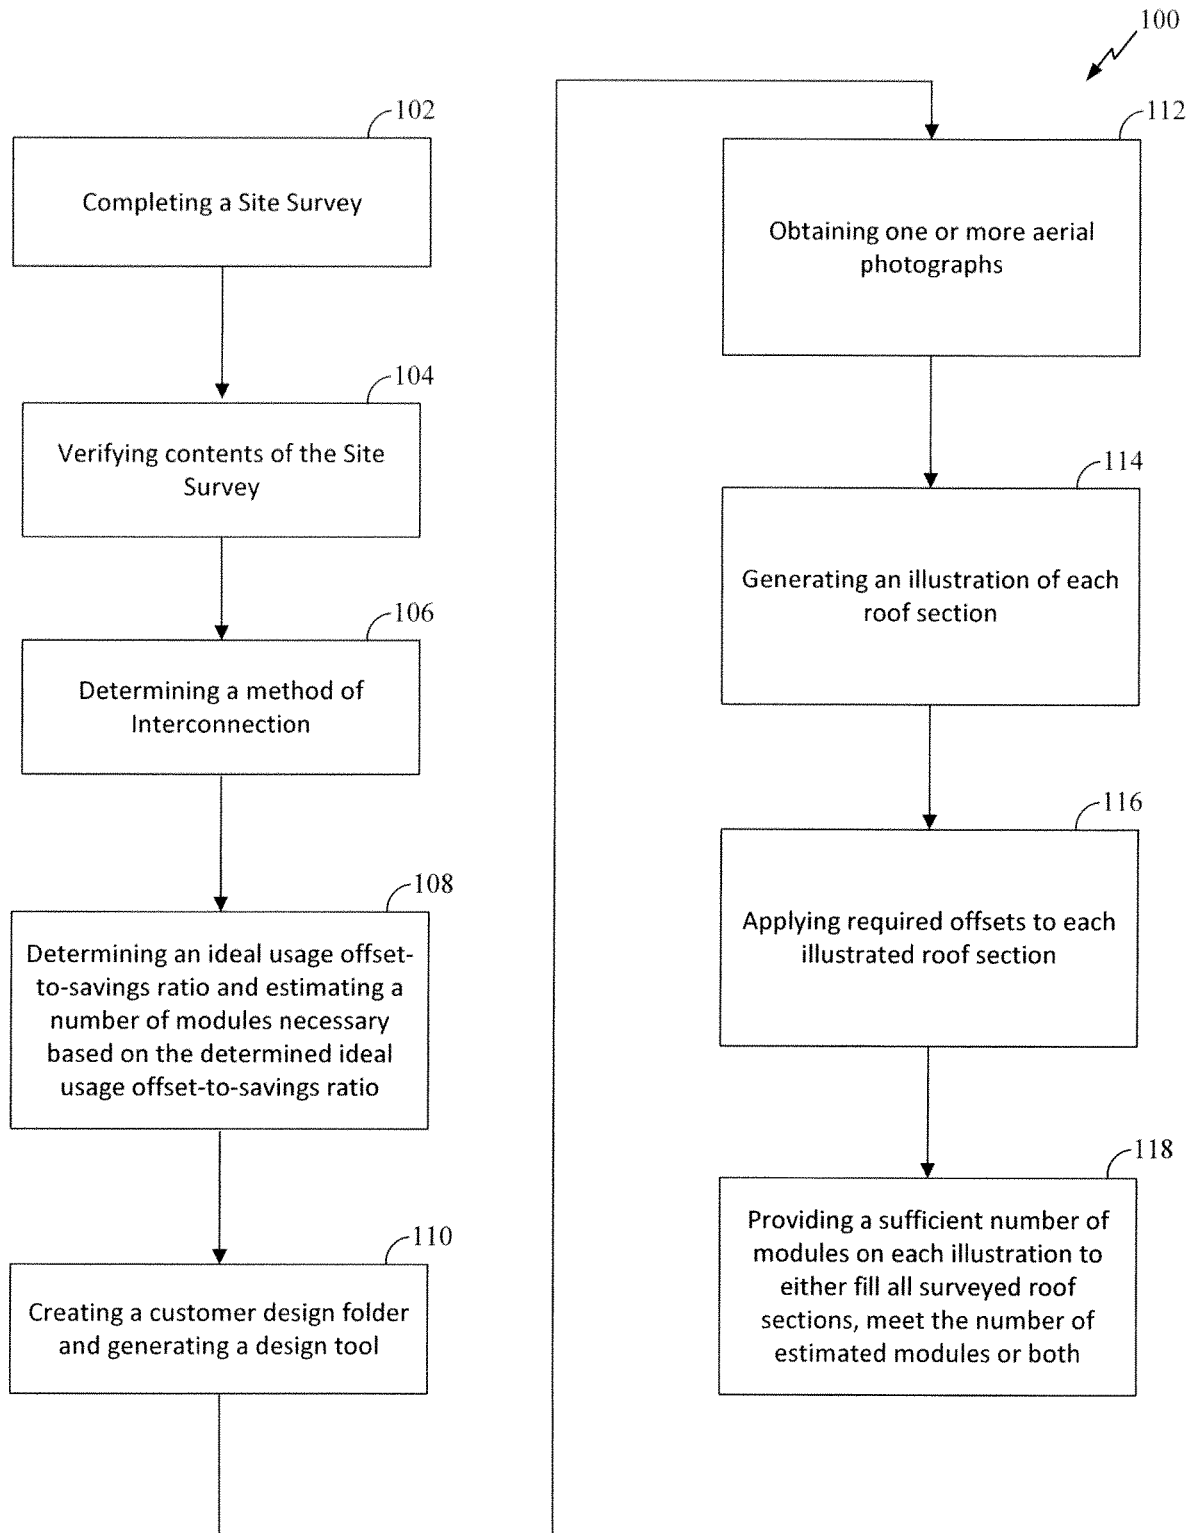 100
102
Completing a Site Survey
104
Verifying contents of the Site
Survey
106
Determining a method of
Interconnection
108
Determining an ideal usage offset-
to-savings ratio and estimating a
number of modules necessary
based on the determined ideal
usage offset-to-savings ratio
110
Creating a customer design folder
and generating a design tool
112
Obtaining one or more aerial
photographs
114
Generating an illustration of each
roof section
116
Applying required offsets to each
illustrated roof section
118
Providing a sufficient number of
modules on each illustration to
either fill all surveyed roof
sections, meet the number of
estimated modules or both